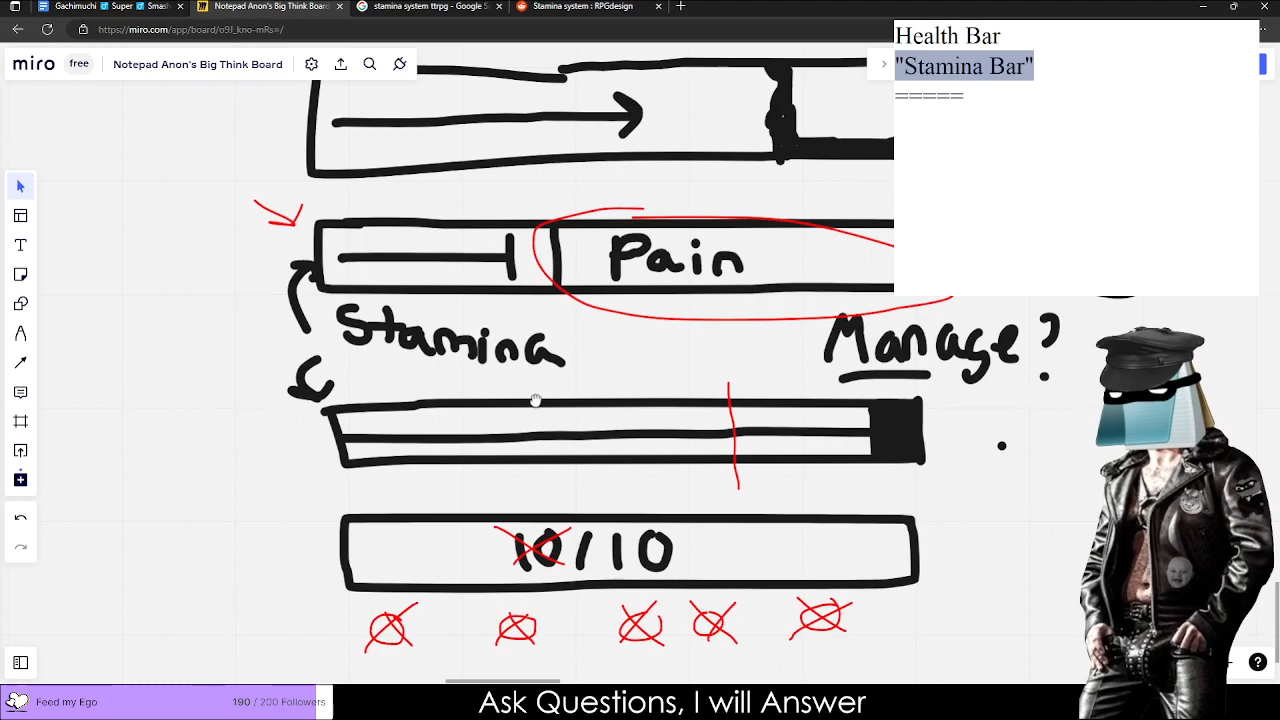 Gachimuchi
Super (Smash
Notepad Anon's Big Think Board
stamina system ttrpg - Google S
Stamina system : RPGdesign
https://miro.com/app/board/o9J_kno-mRs=/
miro free Notepad Anon's Big Think Board
Health Bar
"Stamina Bar"
=====
Pain
Stamina
Manage?
10/10
Feed my Ego 190 / 200 Followers
Ask Questions, I will Answer